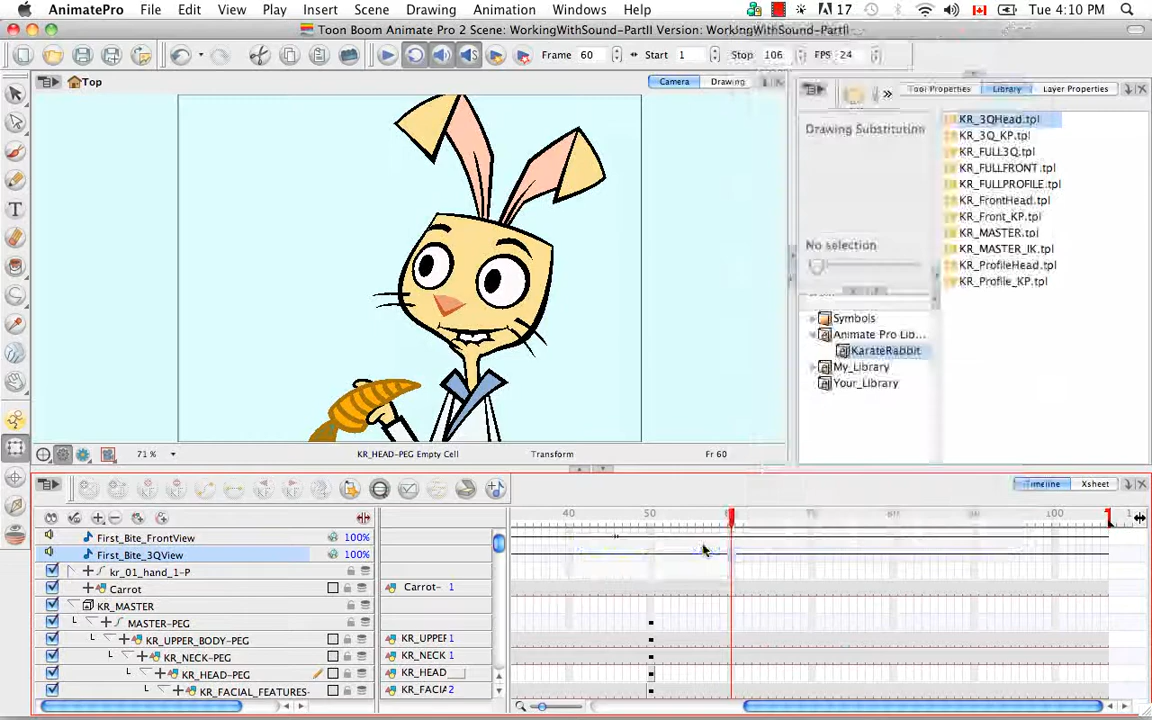 AnimatePro File Edit View Play Insert Scene Drawing Animation Windows Help 17 Tue 4:10 PM
Toon Boom Animate Pro 2 Scene: WorkingWithSound-PartII Version: WorkingWithSound-PartII
Frame 60 Start 1 Stop 106 FPS 24
Top Camera Drawing
Tool Properties Library Layer Properties
Drawing Substitution
No selection
KR_3QHead.tpl
KR_3Q_KP.tpl
KR_FULL3Q.tpl
KR_FULLFRONT.tpl
KR_FULLPROFILE.tpl
KR_FrontHead.tpl
KR_Front_KP.tpl
KR_MASTER.tpl
KR_MASTER_IK.tpl
KR_ProfileHead.tpl
KR_Profile_KP.tpl
Symbols
Animate Pro Lib...
KarateRabbit
My_Library
Your_Library
71 % KR_HEAD-PEG Empty Cell Transform Fr 60
Timeline Xsheet
40 50 100
First_Bite_FrontView 100%
First_Bite_3QView 100%
kr_01_hand_1-P
Carrot Carrot- 1
KR_MASTER
MASTER-PEG
KR_UPPER_BODY-PEG KR_UPPEF 1
KR_NECK-PEG KR_NECK 1
KR_HEAD-PEG KR_HEAD
KR_FACIAL_FEATURES- KR_FACIA 2